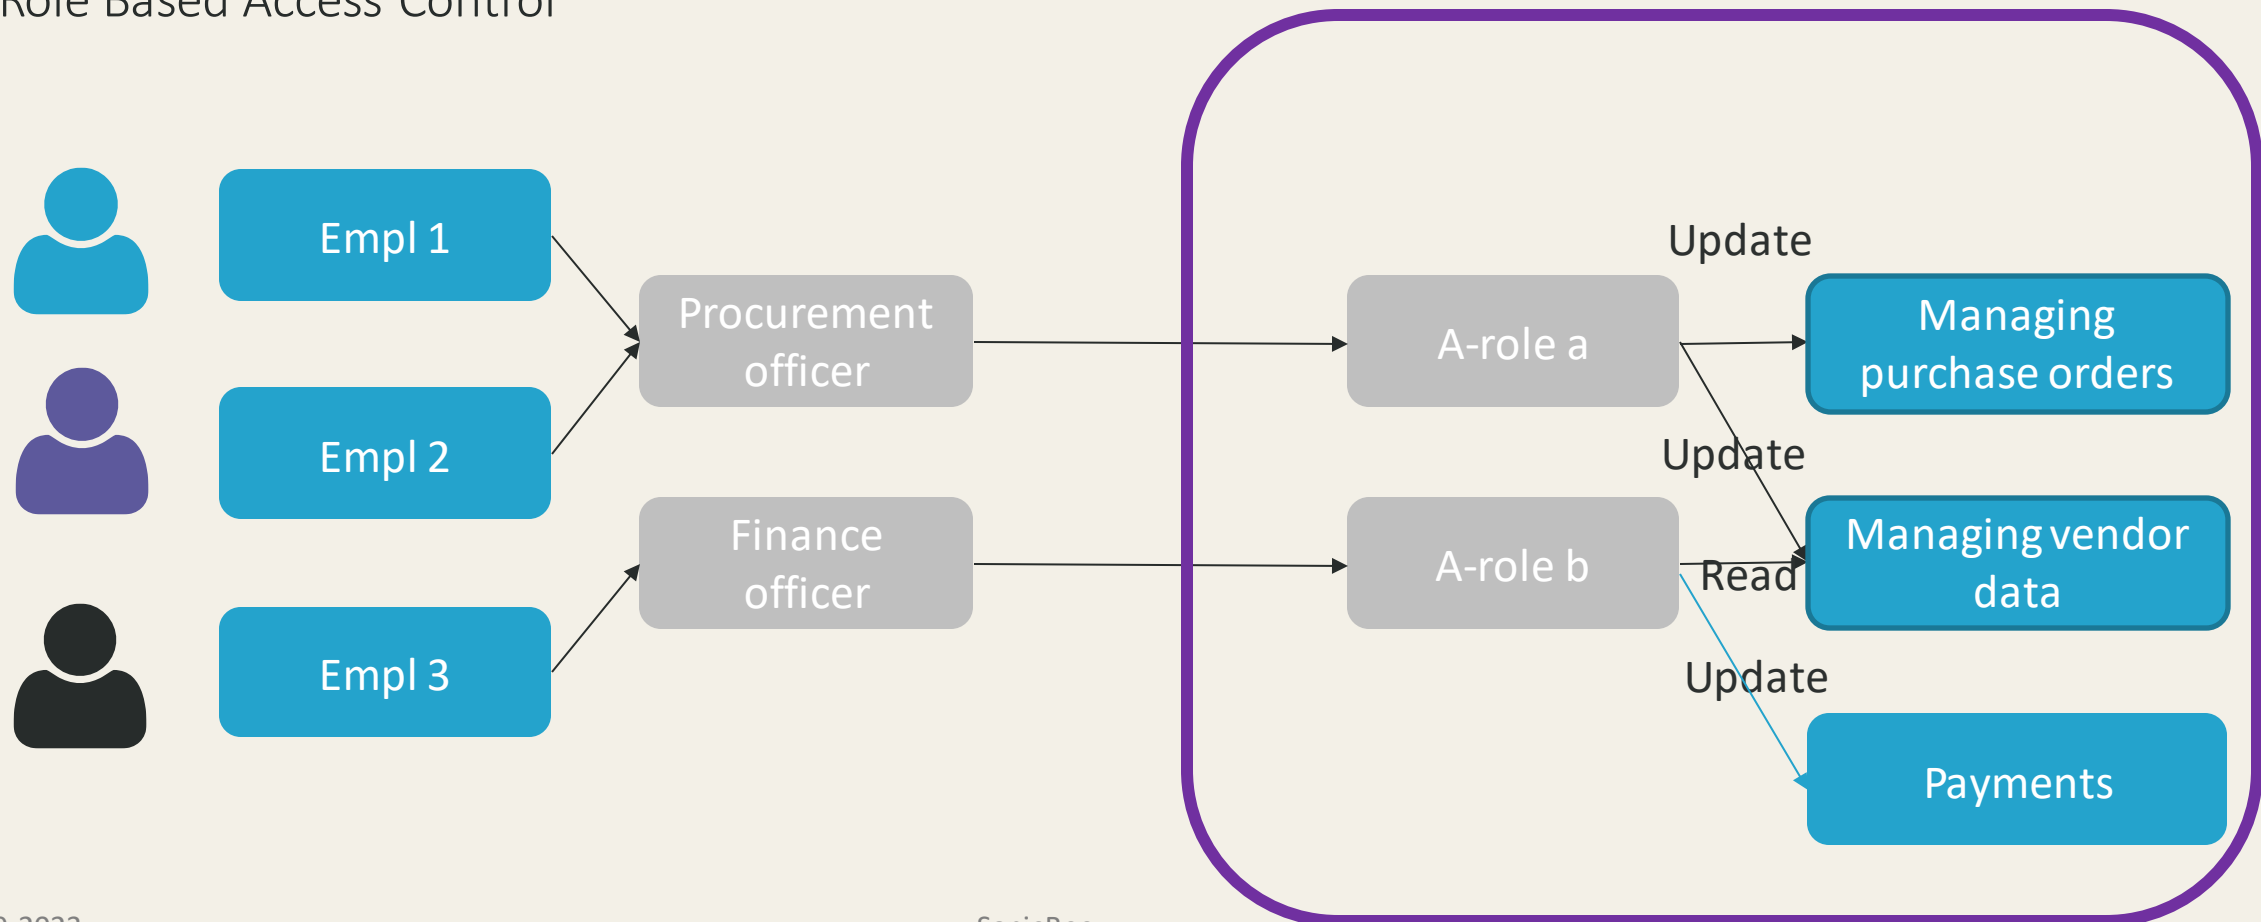 Role Based Access Control
Empl 1
Empl 2
Empl 3
Procurement
officer
Finance
officer
A-role a
A-role b
Update
Update
Read
Update
Managing
purchase orders
Managing vendor
data
Payments